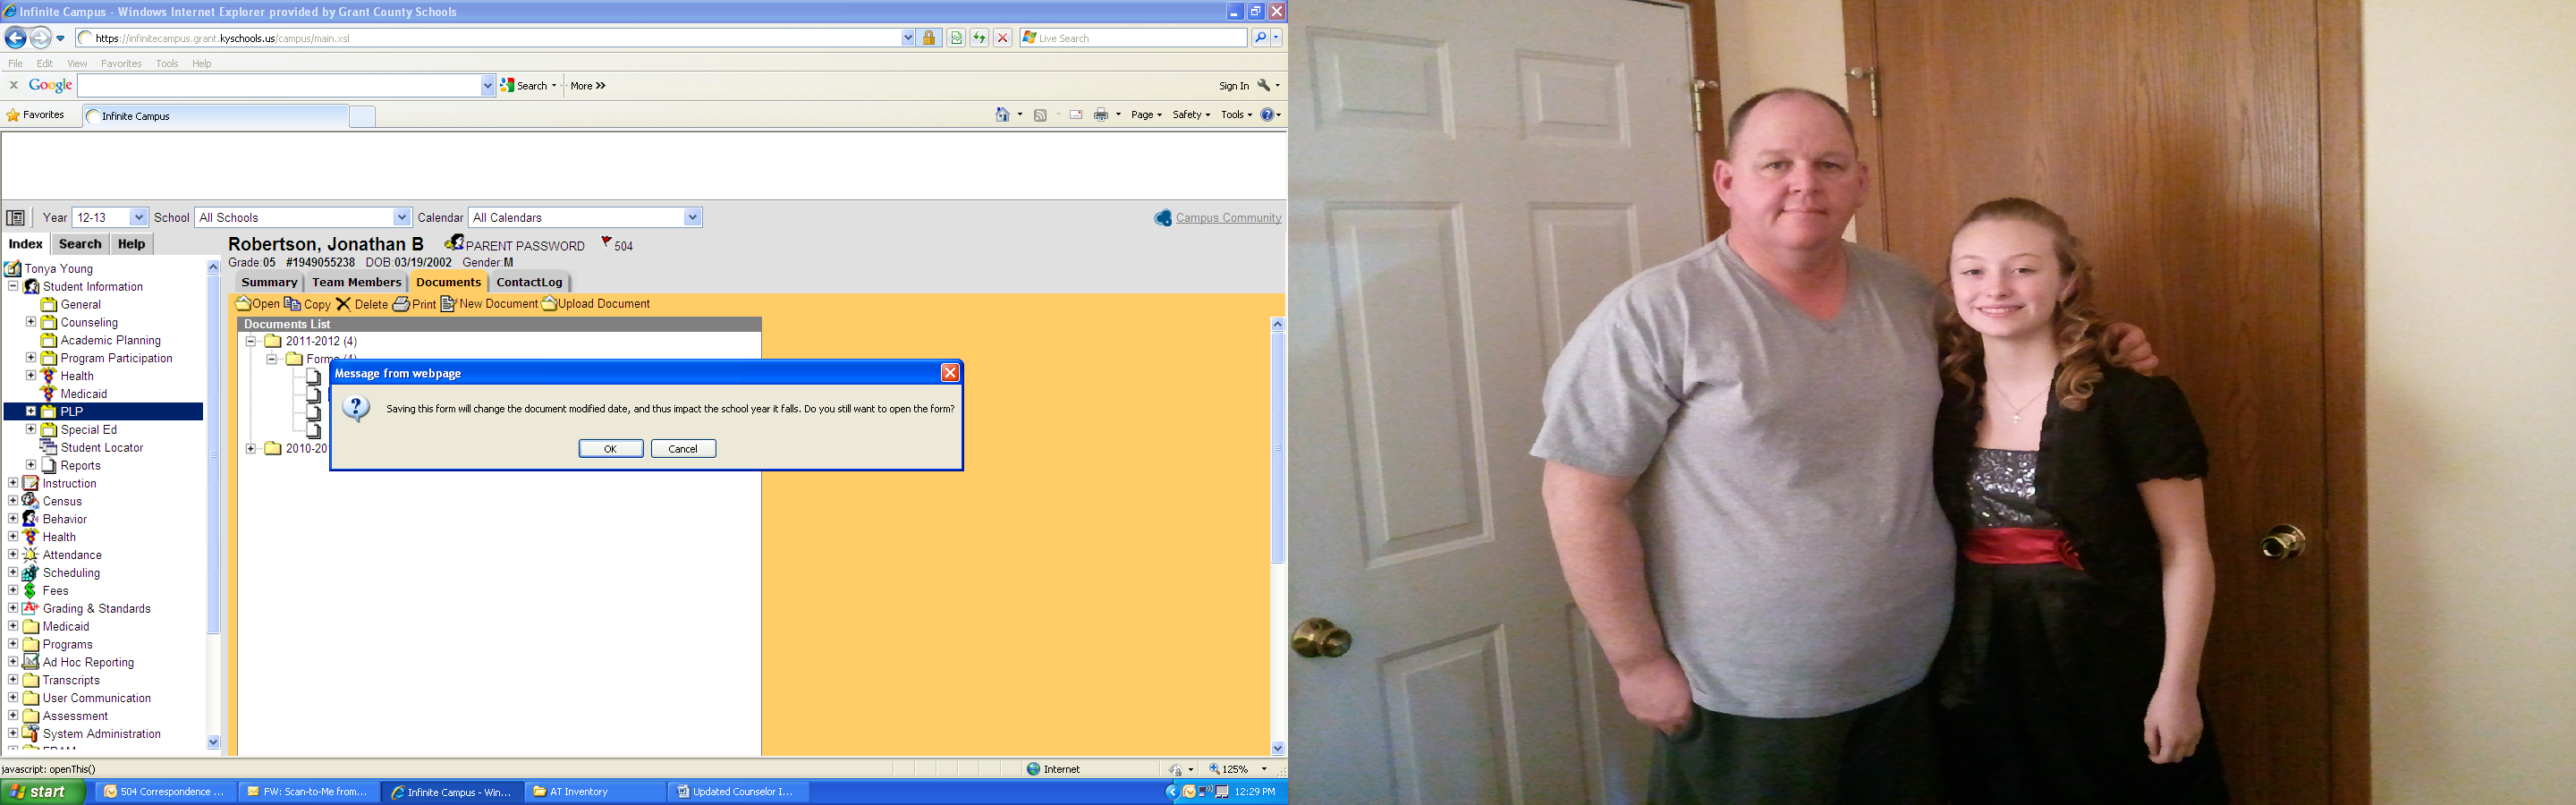 Infinite Campus - Windows Internet Explorer provided by Grant County Schools
https://infinitecampus.grant.kyschools.us/campus/main.xsl
Live Search
File Edit View Favorites Tools Help
x Google Search More »
Sign In
Favorites Infinite Campus
Page Safety Tools
Year 12-13 School All Schools Calendar All Calendars
Campus Community
Index Search Help
Robertson, Jonathan B PARENT PASSWORD 504
Grade:05 #1949055238 DOB:03/19/2002 Gender:M
Summary Team Members Documents ContactLog
Open Copy Delete Print New Document Upload Document
Documents List
2011-2012 (4)
Forms (4)
2010-20
Message from webpage
Saving this form will change the document modified date, and thus impact the school year it falls. Do you still want to open the form?
OK Cancel
Tonya Young
Student Information
General
Counseling
Academic Planning
Program Participation
Health
Medicaid
PLP
Special Ed
Student Locator
Reports
Instruction
Census
Behavior
Health
Attendance
Scheduling
Fees
Grading & Standards
Medicaid
Programs
Ad Hoc Reporting
Transcripts
User Communication
Assessment
System Administration
javascript: openThis()
Internet
125%
start
504 Correspondence ...
FW: Scan-to-Me from...
Infinite Campus - Win...
AT Inventory
Updated Counselor I...
12:29 PM